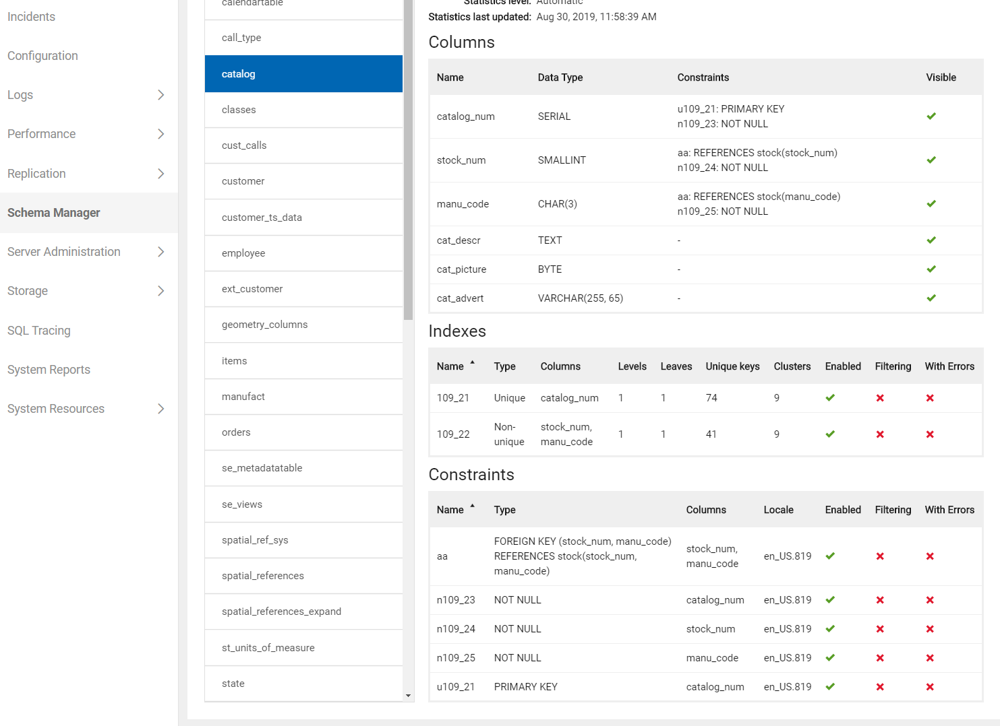 Incidents
Configuration
Logs
Performance
Replication
Schema Manager
Server Administration
Storage
SQL Tracing
System Reports
System Resources
calendartable
call_type
catalog
classes
cust_calls
customer
customer_ts_data
employee
ext_customer
geometry_columns
items
manufact
orders
se_metadatatable
se_views
spatial_ref_sys
spatial_references
spatial_references_expand
st_units_of_measure
state
Statistics level: Automatic
Statistics last updated: Aug 30, 2019, 11:58:39 AM
Columns
Name Data Type Constraints Visible
catalog_num SERIAL u109_21: PRIMARY KEY
n109_23: NOT NULL
stock_num SMALLINT aa: REFERENCES stock(stock_num)
n109_24: NOT NULL
manu_code CHAR(3) aa: REFERENCES stock(manu_code)
n109_25: NOT NULL
cat_descr TEXT -
cat_picture BYTE -
cat_advert VARCHAR(255, 65) -
Indexes
Name Type Columns Levels Leaves Unique keys Clusters Enabled Filtering With Errors
109_21 Unique catalog_num 1 1 74 9
109_22 Non-unique stock_num, manu_code 1 1 41 9
Constraints
Name Type Columns Locale Enabled Filtering With Errors
aa FOREIGN KEY (stock_num, manu_code) REFERENCES stock(stock_num, manu_code) stock_num, manu_code en_US.819
n109_23 NOT NULL catalog_num en_US.819
n109_24 NOT NULL stock_num en_US.819
n109_25 NOT NULL manu_code en_US.819
u109_21 PRIMARY KEY catalog_num en_US.819